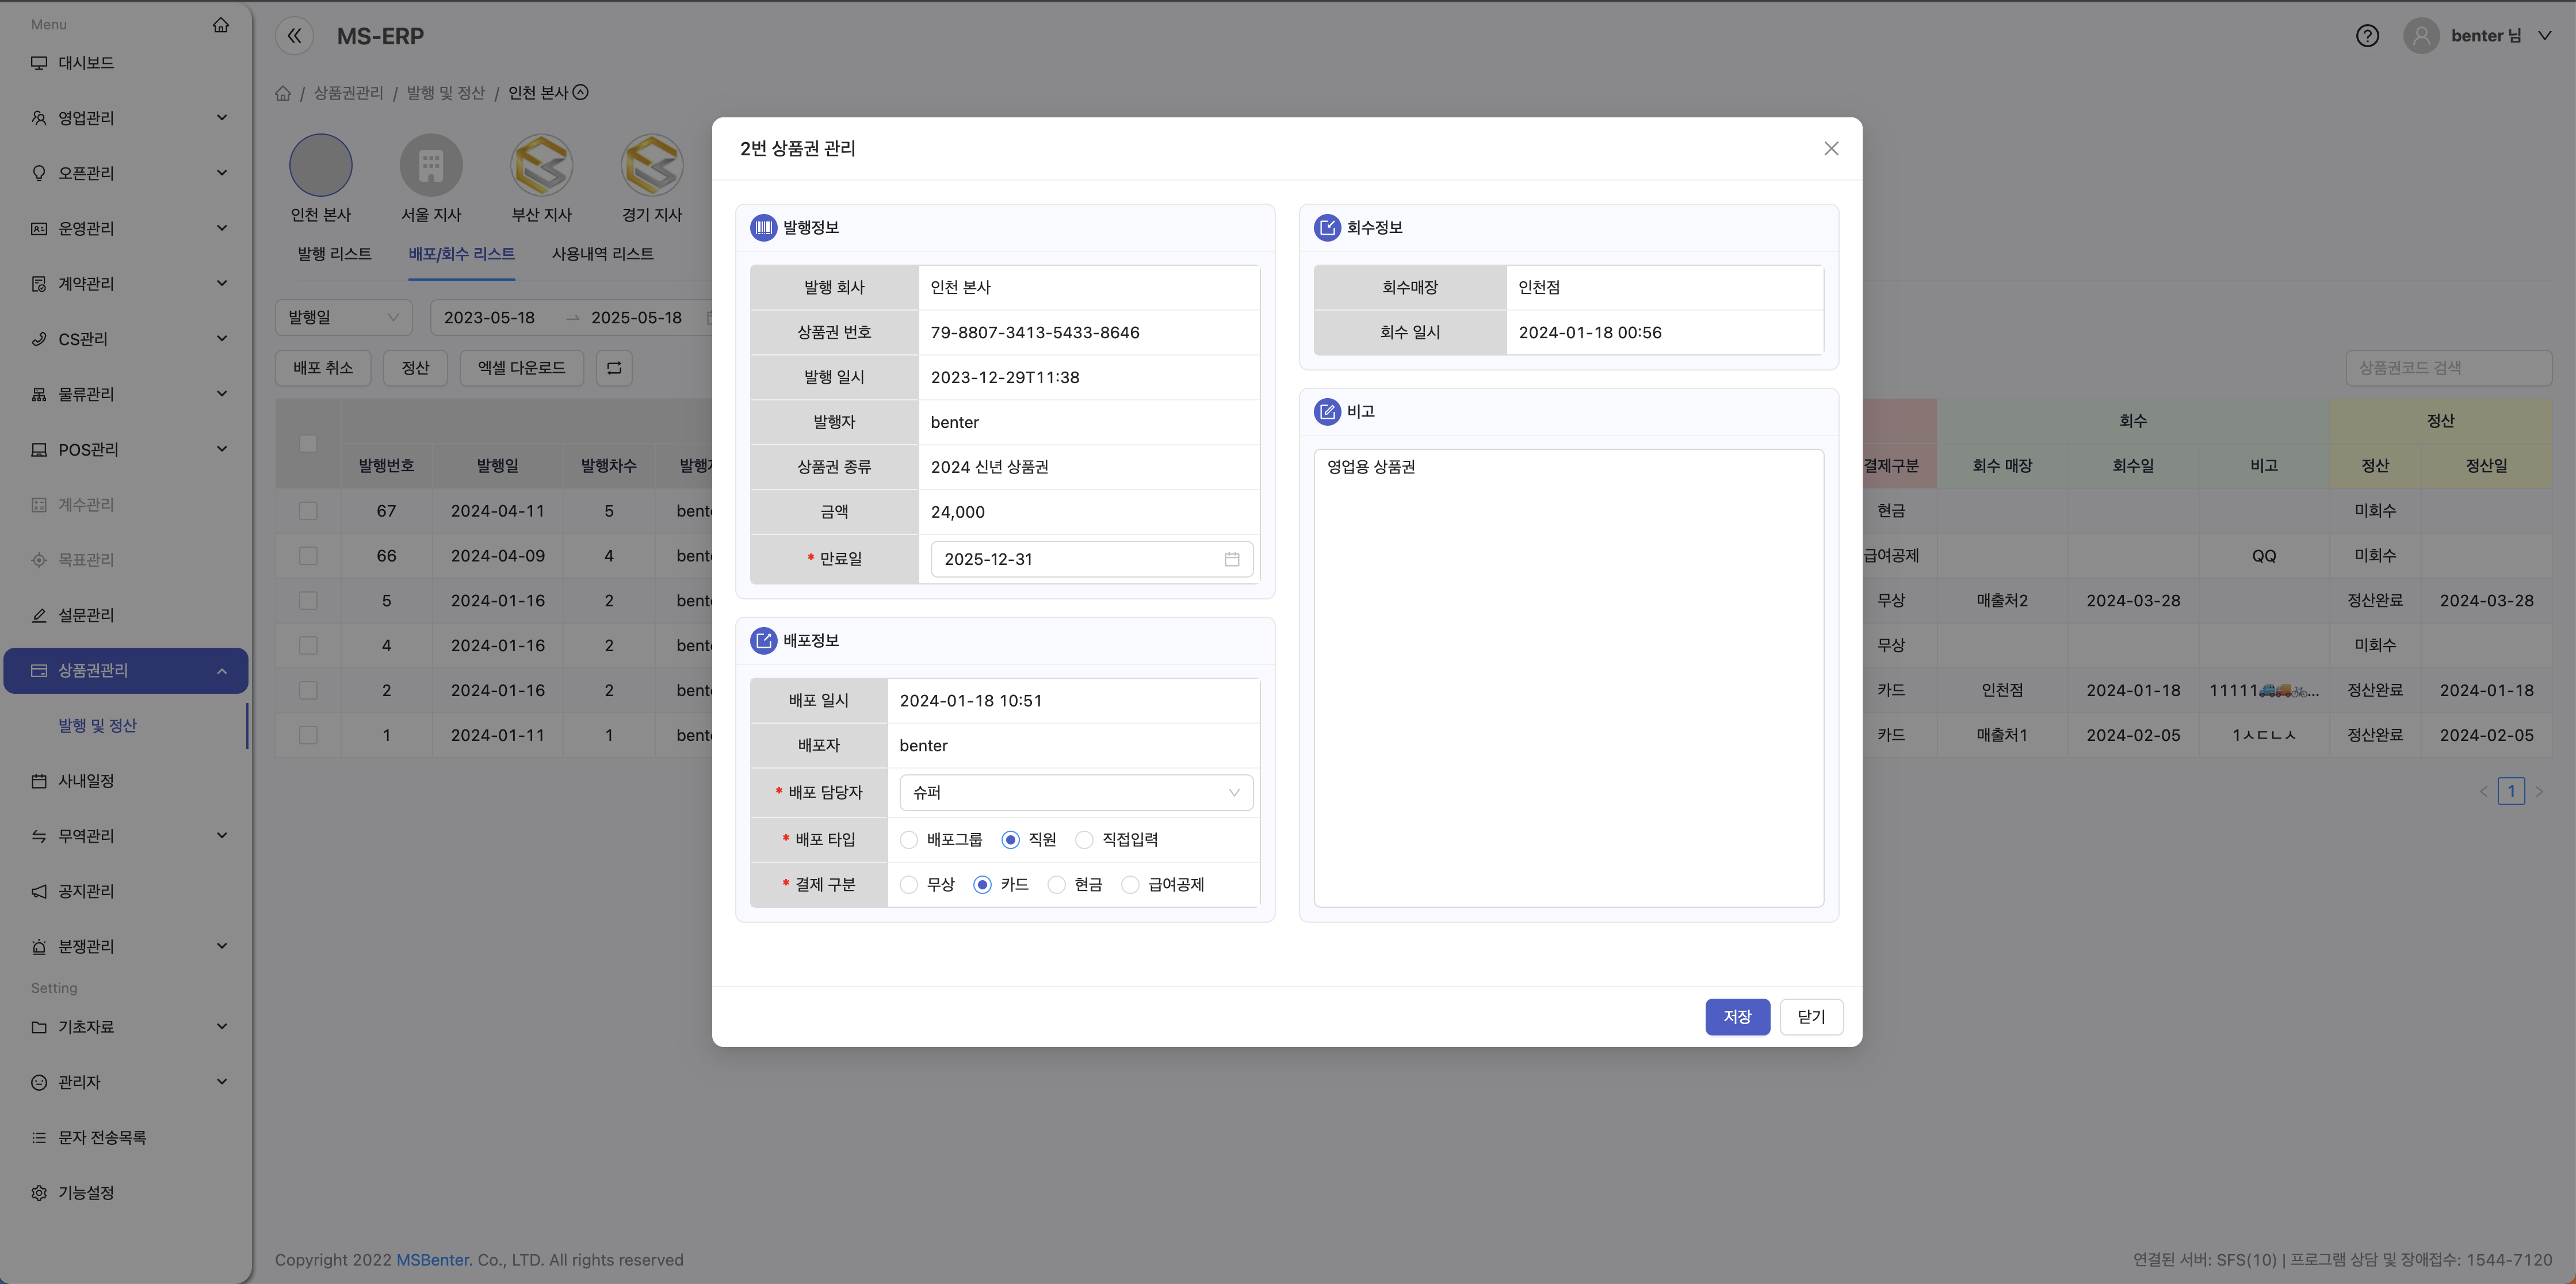 Menu
대시보드
영업관리
오픈관리
운영관리
계약관리
CS관리
물류관리
POS관리
계수관리
목표관리
설문관리
상품권관리
발행 및 정산
사내일정
무역관리
공지관리
분쟁관리
Setting
기초자료
관리자
문자 전송목록
기능설정
MS-ERP
benter 님
/ 상품권관리 / 발행 및 정산 / 인천 본사
인천 본사 서울 지사 부산 지사 경기 지사
발행 리스트 배포/회수 리스트 사용내역 리스트
발행일 2023-05-18 2025-05-18
배포 취소 정산 엑셀 다운로드
상품권코드 검색
회수 정산
발행번호 발행일 발행차수 결제구분 회수 매장 회수일 비고 정산 정산일
67 2024-04-11 5 현금 미회수
66 2024-04-09 4 급여공제 QQ 미회수
5 2024-01-16 2 무상 매출처2 2024-03-28 정산완료 2024-03-28
4 2024-01-16 2 무상 미회수
2 2024-01-16 2 카드 인천점 2024-01-18 11111🚙🚚🚲... 정산완료 2024-01-18
1 2024-01-11 1 카드 매출처1 2024-02-05 1ㅅㄷㄴㅅ 정산완료 2024-02-05
1
2번 상품권 관리
발행정보
발행 회사 인천 본사
상품권 번호 79-8807-3413-5433-8646
발행 일시 2023-12-29T11:38
발행자 benter
상품권 종류 2024 신년 상품권
금액 24,000
* 만료일 2025-12-31
배포정보
배포 일시 2024-01-18 10:51
배포자 benter
* 배포 담당자 슈퍼
* 배포 타입 배포그룹 직원 직접입력
* 결제 구분 무상 카드 현금 급여공제
회수정보
회수매장 인천점
회수 일시 2024-01-18 00:56
비고
영업용 상품권
저장 닫기
Copyright 2022 MSBenter. Co., LTD. All rights reserved
연결된 서버: SFS(10) | 프로그램 상담 및 장애접수: 1544-7120